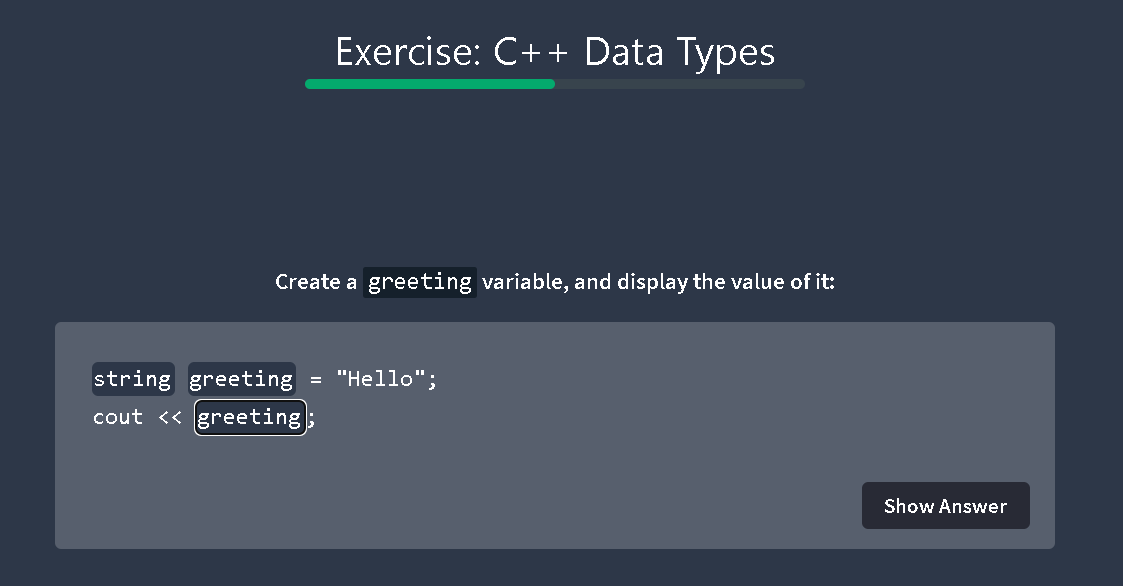 Exercise: C++ Data Types
Create a greeting variable, and display the value of it:
string greeting = "Hello";
cout << greeting;
Show Answer